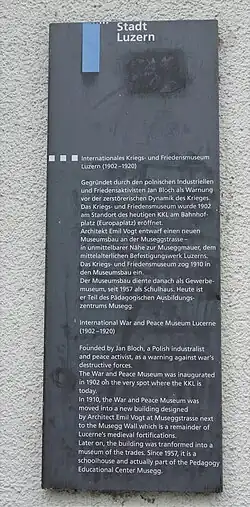 Stadt
Luzern
Internationales Kriegs- und Friedensmuseum
Luzern (1902–1920)
Gegründet durch den polnischen Industriellen
und Friedensaktivisten Jan Bloch als Warnung
vor der zerstörerischen Dynamik des Krieges.
Das Kriegs- und Friedensmuseum wurde 1902
am Standort des heutigen KKL am Bahnhof-
platz (Europaplatz) eröffnet.
Architekt Emil Vogt entwarf einen neuen
Museumsbau an der Museggstrasse –
in unmittelbarer Nähe zur Museggmauer, dem
mittelalterlichen Befestigungswerk Luzerns.
Das Kriegs- und Friedensmuseum zog 1910 in
den Museumsbau ein.
Der Museumsbau diente danach als Gewerbe-
museum, seit 1957 als Schulhaus. Heute ist
er Teil des Pädagogischen Ausbildungs-
zentrums Musegg.
International War and Peace Museum Lucerne
(1902–1920)
Founded by Jan Bloch, a Polish industralist
and peace activist, as a warning against war's
destructive forces.
The War and Peace Museum was inaugurated
in 1902 on the very spot where the KKL is
today.
In 1910, the War and Peace Museum was
moved into a new building designed
by Architect Emil Vogt at Museggstrasse next
to the Musegg Wall which is a remainder of
Lucerne's medieval fortifications.
Later on, the building was tranformed into a
museum of the trades. Since 1957, it is a
schoolhouse and actually part of the Pedagogy
Educational Center Musegg.